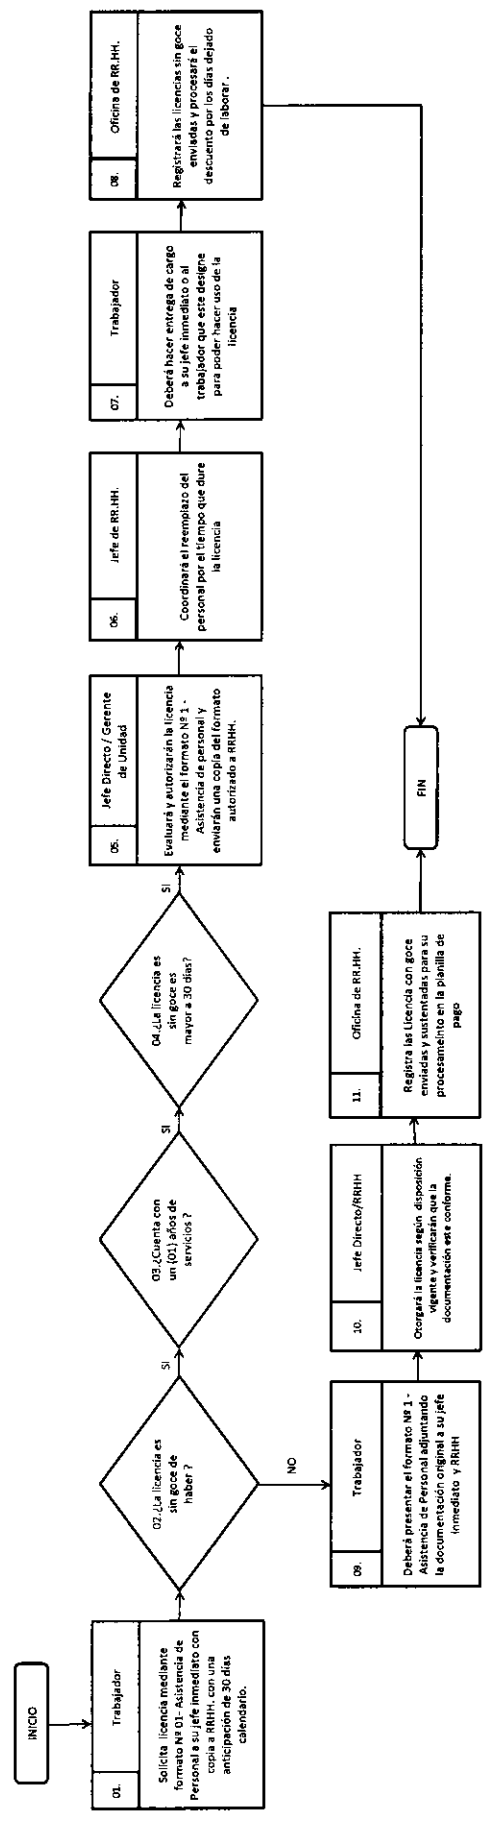 INICIO
01.
Trabajador
Solicita licencia mediante
formato Nº 01- Asistencia de
Personal a su jefe inmediato con
copia a RRHH, con una
anticipación de 30 días
calendario.
02.¿La licencia es
sin goce de
haber ?
SI
NO
03.¿Cuenta con
un (01) años de
servicios ?
SI
04.¿La licencia es
sin goce es
mayor a 30 días?
SI
05.
Jefe Directo / Gerente
de Unidad
Evaluará y autorizarán la licencia
mediante el formato Nº 1 -
Asistencia de personal y
enviarán una copia del formato
autorizado a RRHH.
06.
Jefe de RR.HH.
Coordinará el reemplazo del
personal por el tiempo que dure
la licencia
07.
Trabajador
Deberá hacer entrega de cargo
a su jefe inmediato o al
trabajador que este designe
para poder hacer uso de la
licencia
08.
Oficina de RR.HH.
Registrará las licencias sin goce
enviadas y procesará el
descuento por los días dejado
de laborar .
09.
Trabajador
Deberá presentar el formato Nº 1 -
Asistencia de Personal adjuntando
la documentación original a su jefe
inmediato y RRHH
10.
Jefe Directo/RRHH
Otorgará la licencia según disposición
vigente y verificarán que la
documentación este conforme.
11.
Oficina de RR.HH.
Registra las Licencia con goce
enviadas y sustentadas para su
procesameinto en la planilla de
pago
FIN